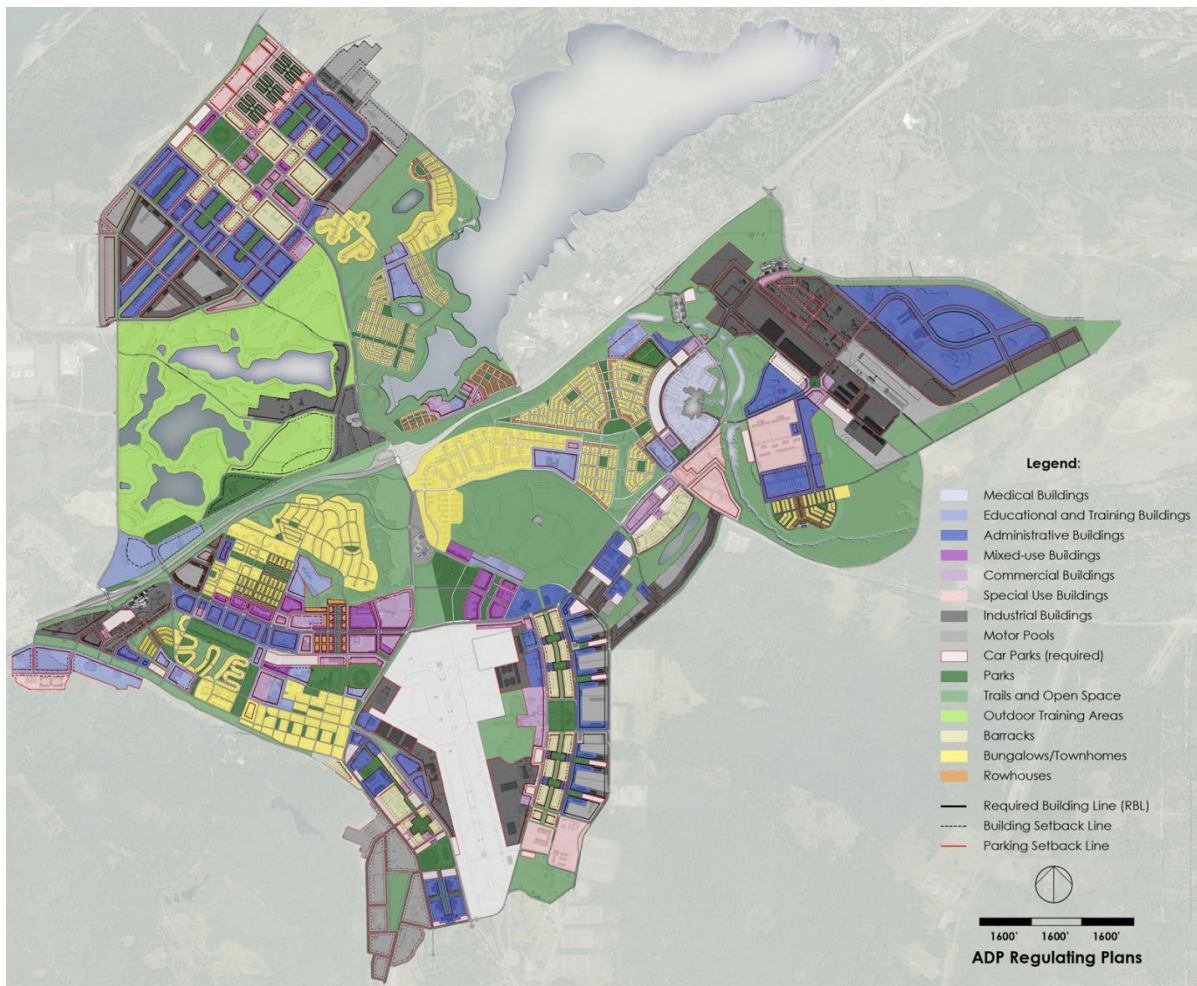 Legend:
Medical Buildings
Educational and Training Buildings
Administrative Buildings
Mixed-use Buildings
Commercial Buildings
Special Use Buildings
Industrial Buildings
Motor Pools
Car Parks (required)
Parks
Trails and Open Space
Outdoor Training Areas
Barracks
Bungalows/Townhomes
Rowhouses
Required Building Line (RBL)
Building Setback Line
Parking Setback Line
1600' 1600' 1600'
ADP Regulating Plans